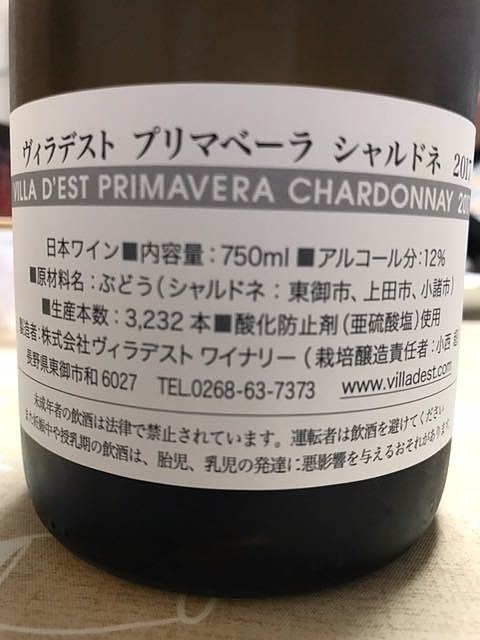 ヴィラデスト プリマベーラ シャルドネ 2017
VILLA D'EST PRIMAVERA CHARDONNAY 201
日本ワイン■内容量：750ml ■アルコール分：12%
■原材料名：ぶどう（シャルドネ：東御市、上田市、小諸市）
■生産本数：3,232 本■酸化防止剤（亜硫酸塩）使用
製造者：株式会社ヴィラデスト ワイナリー（栽培醸造責任者：小西
長野県東御市和 6027 TEL.0268-63-7373 www.villadest.com
未成年者の飲酒は法律で禁止されています。運転者は飲酒を避けてください
また妊娠中や授乳期の飲酒は、胎児、乳児の発達に悪影響を与えるおそれがあります。